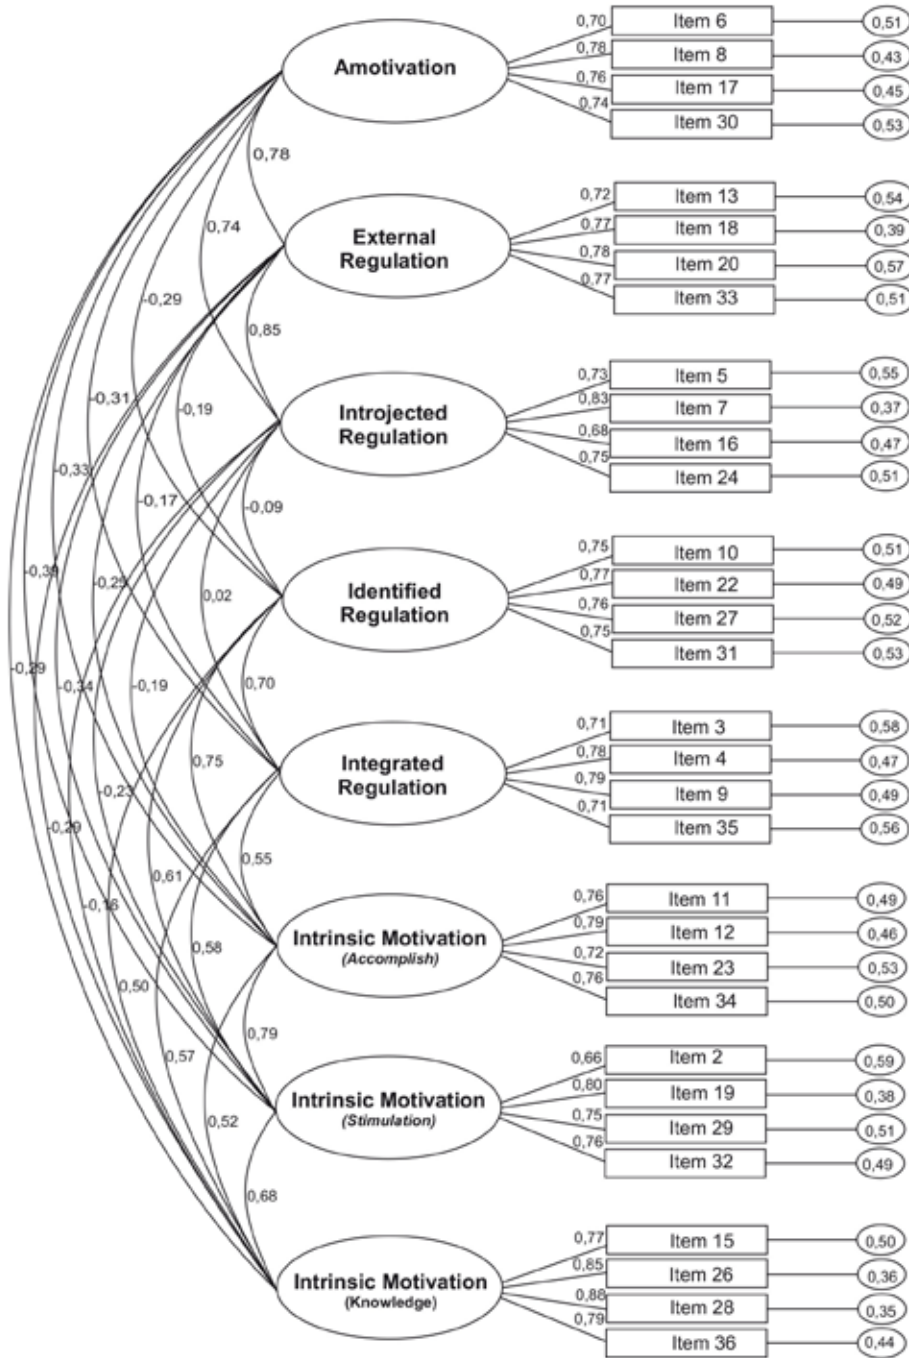 Amotivation
0,70 Item 6 0,51
0,78 Item 8 0,43
0,76 Item 17 0,45
0,74 Item 30 0,53
0,78
External
Regulation
0,72 Item 13 0,54
0,77 Item 18 0,39
0,78 Item 20 0,57
0,77 Item 33 0,51
0,74
-0,29
0,85
Introjected
Regulation
0,73 Item 5 0,55
0,83 Item 7 0,37
0,68 Item 16 0,47
0,75 Item 24 0,51
-0,31
-0,19
-0,33
-0,17
-0,09
Identified
Regulation
0,75 Item 10 0,51
0,77 Item 22 0,49
0,76 Item 27 0,52
0,75 Item 31 0,53
0,02
-0,29
-0,34
-0,19
0,70
Integrated
Regulation
0,71 Item 3 0,58
0,78 Item 4 0,47
0,79 Item 9 0,49
0,71 Item 35 0,56
0,75
-0,23
-0,29
0,61
0,55
Intrinsic Motivation
(Accomplish)
0,76 Item 11 0,49
0,79 Item 12 0,46
0,72 Item 23 0,53
0,76 Item 34 0,50
-0,16
0,58
0,50
0,79
0,57
Intrinsic Motivation
(Stimulation)
0,66 Item 2 0,59
0,80 Item 19 0,38
0,75 Item 29 0,51
0,76 Item 32 0,49
0,52
0,68
Intrinsic Motivation
(Knowledge)
0,77 Item 15 0,50
0,85 Item 26 0,36
0,88 Item 28 0,35
0,79 Item 36 0,44